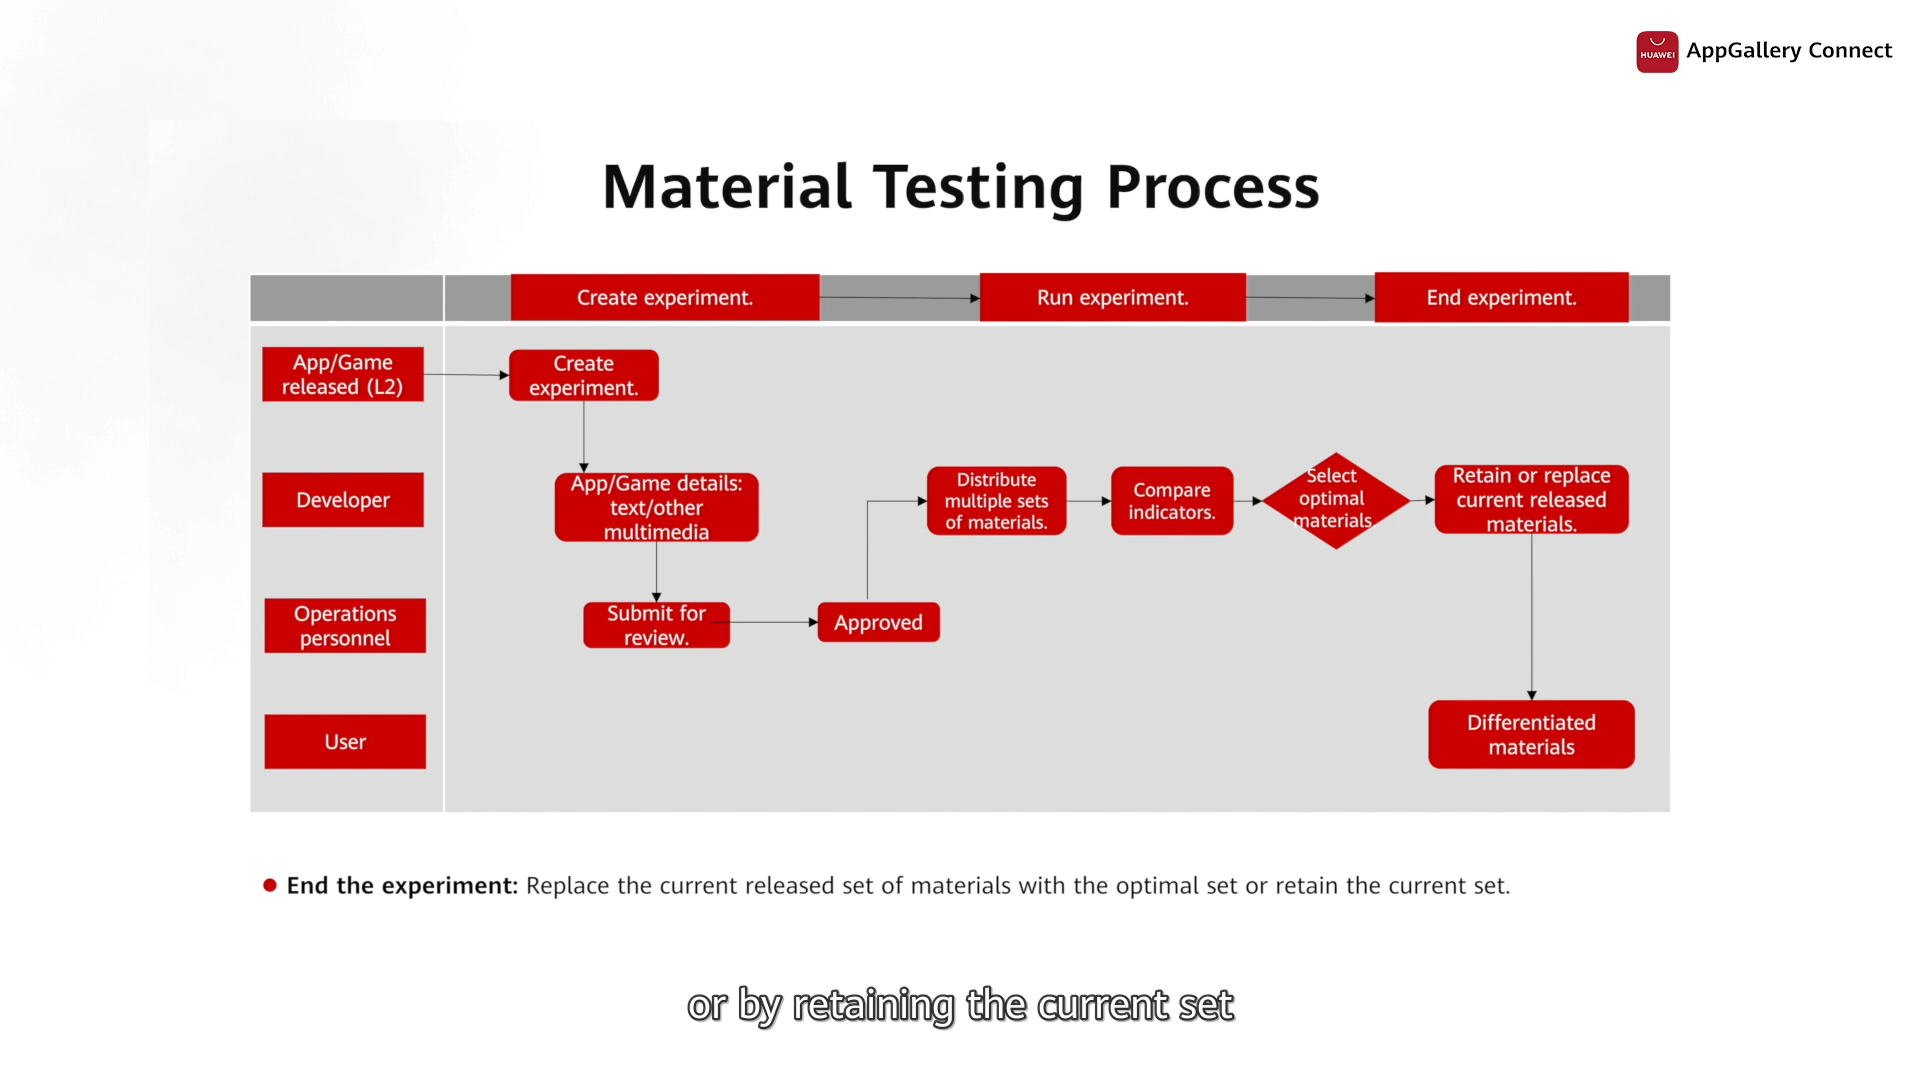 HUAWEI AppGallery Connect
Material Testing Process
Create experiment.
Run experiment.
End experiment.
App/Game
released (L2)
Create
experiment.
Developer
App/Game details:
text/other
multimedia
Distribute
multiple sets
of materials.
Compare
indicators.
Select
optimal
materials.
Retain or replace
current released
materials.
Operations
personnel
Submit for
review.
Approved
User
Differentiated
materials
End the experiment: Replace the current released set of materials with the optimal set or retain the current set.
or by retaining the current set